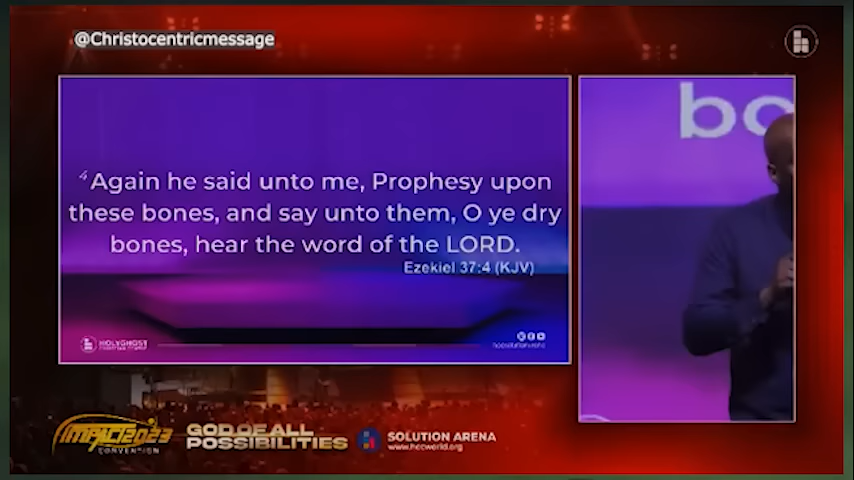 @Christocentricmessage
bo
4 Again he said unto me, Prophesy upon
these bones, and say unto them, O ye dry
bones, hear the word of the LORD.
Ezekiel 37:4 (KJV)
HOLYGHOST
IMPACT2023
CONVENTION
GOD OF ALL
POSSIBILITIES
SOLUTION ARENA
www.hccworld.org